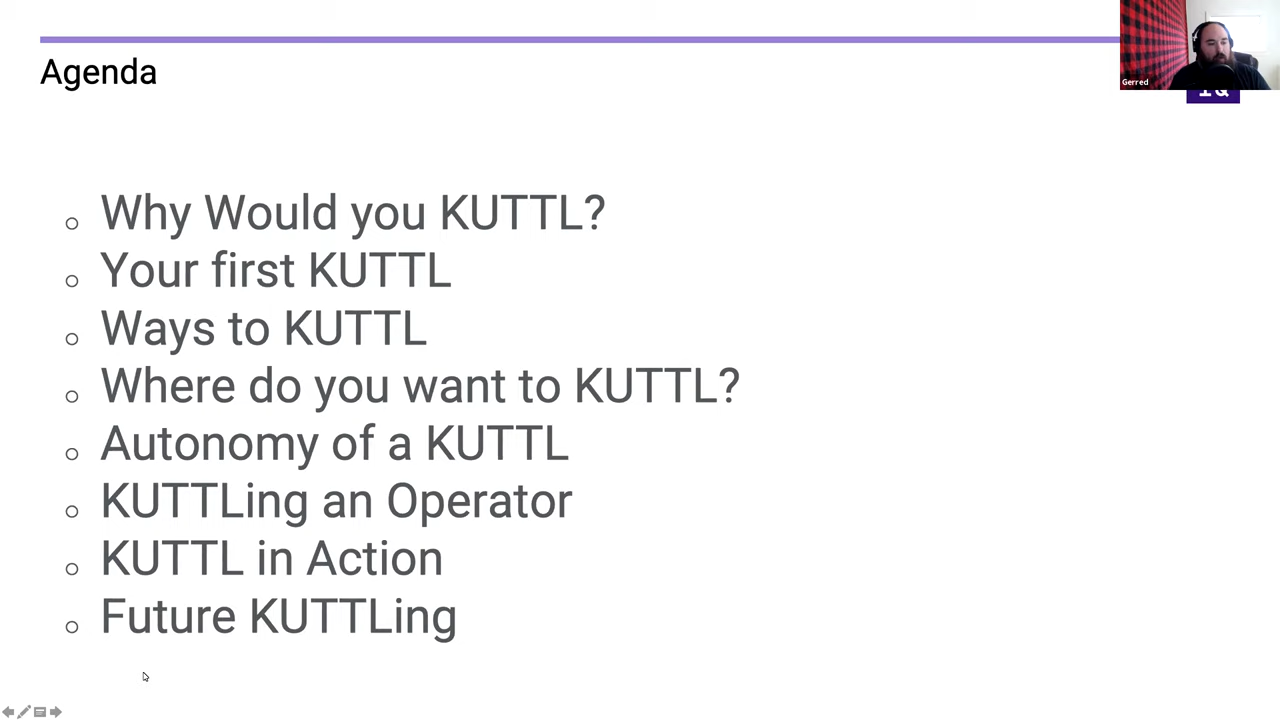 Agenda
Gerred
Why Would you KUTTL?
Your first KUTTL
Ways to KUTTL
Where do you want to KUTTL?
Autonomy of a KUTTL
KUTTLing an Operator
KUTTL in Action
Future KUTTLing